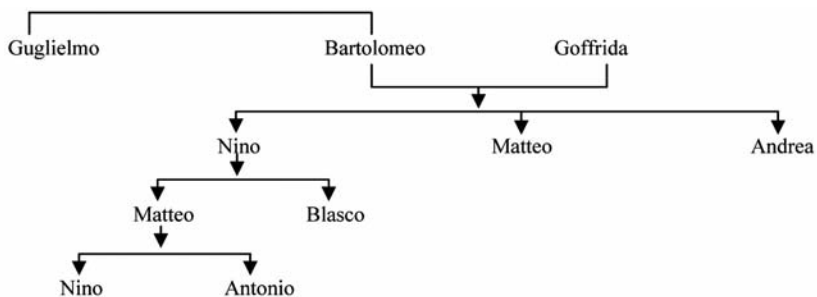 Guglielmo Bartolomeo Goffrida
Nino Matteo Andrea
Matteo Blasco
Nino Antonio